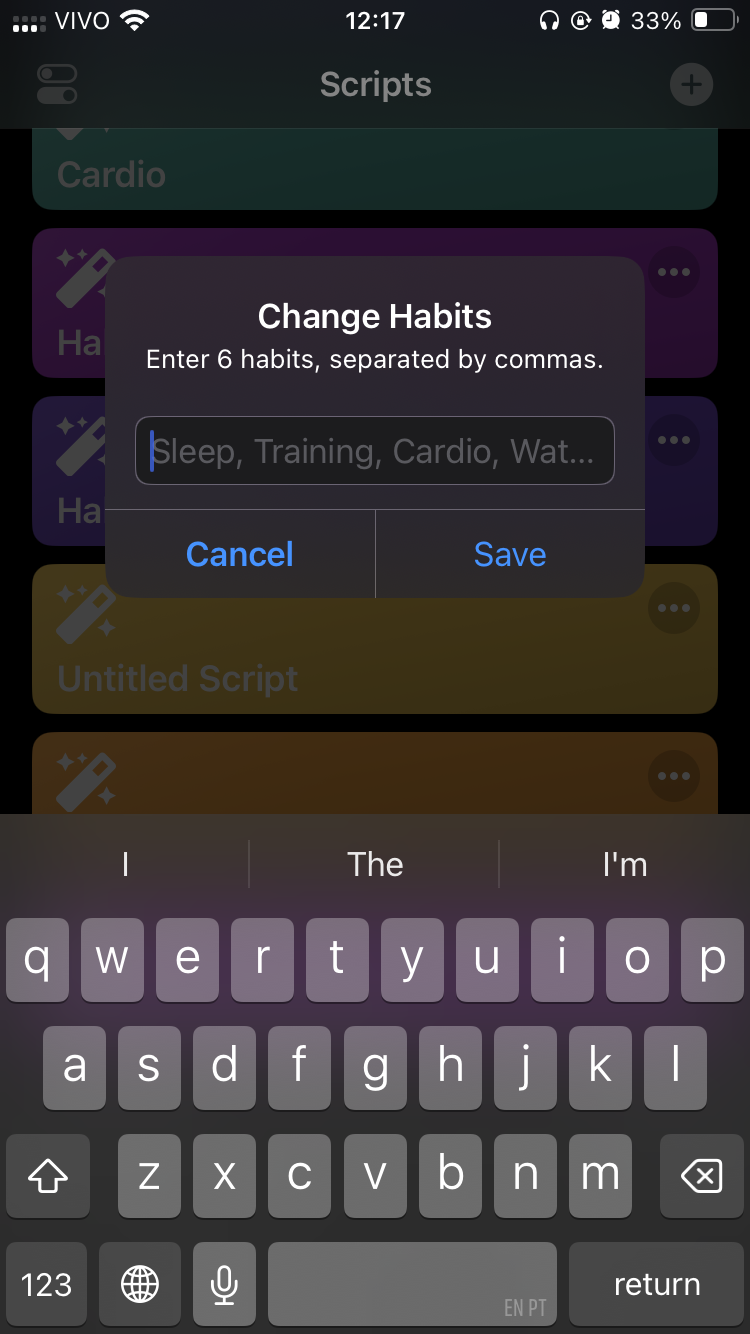 VIVO 12:17 33%
Scripts
Cardio
Ha
Change Habits
Enter 6 habits, separated by commas.
Sleep, Training, Cardio, Wat...
Ha
Cancel Save
Untitled Script
I The I'm
q w e r t y u i o p
a s d f g h j k l
z x c v b n m
123 EN PT return